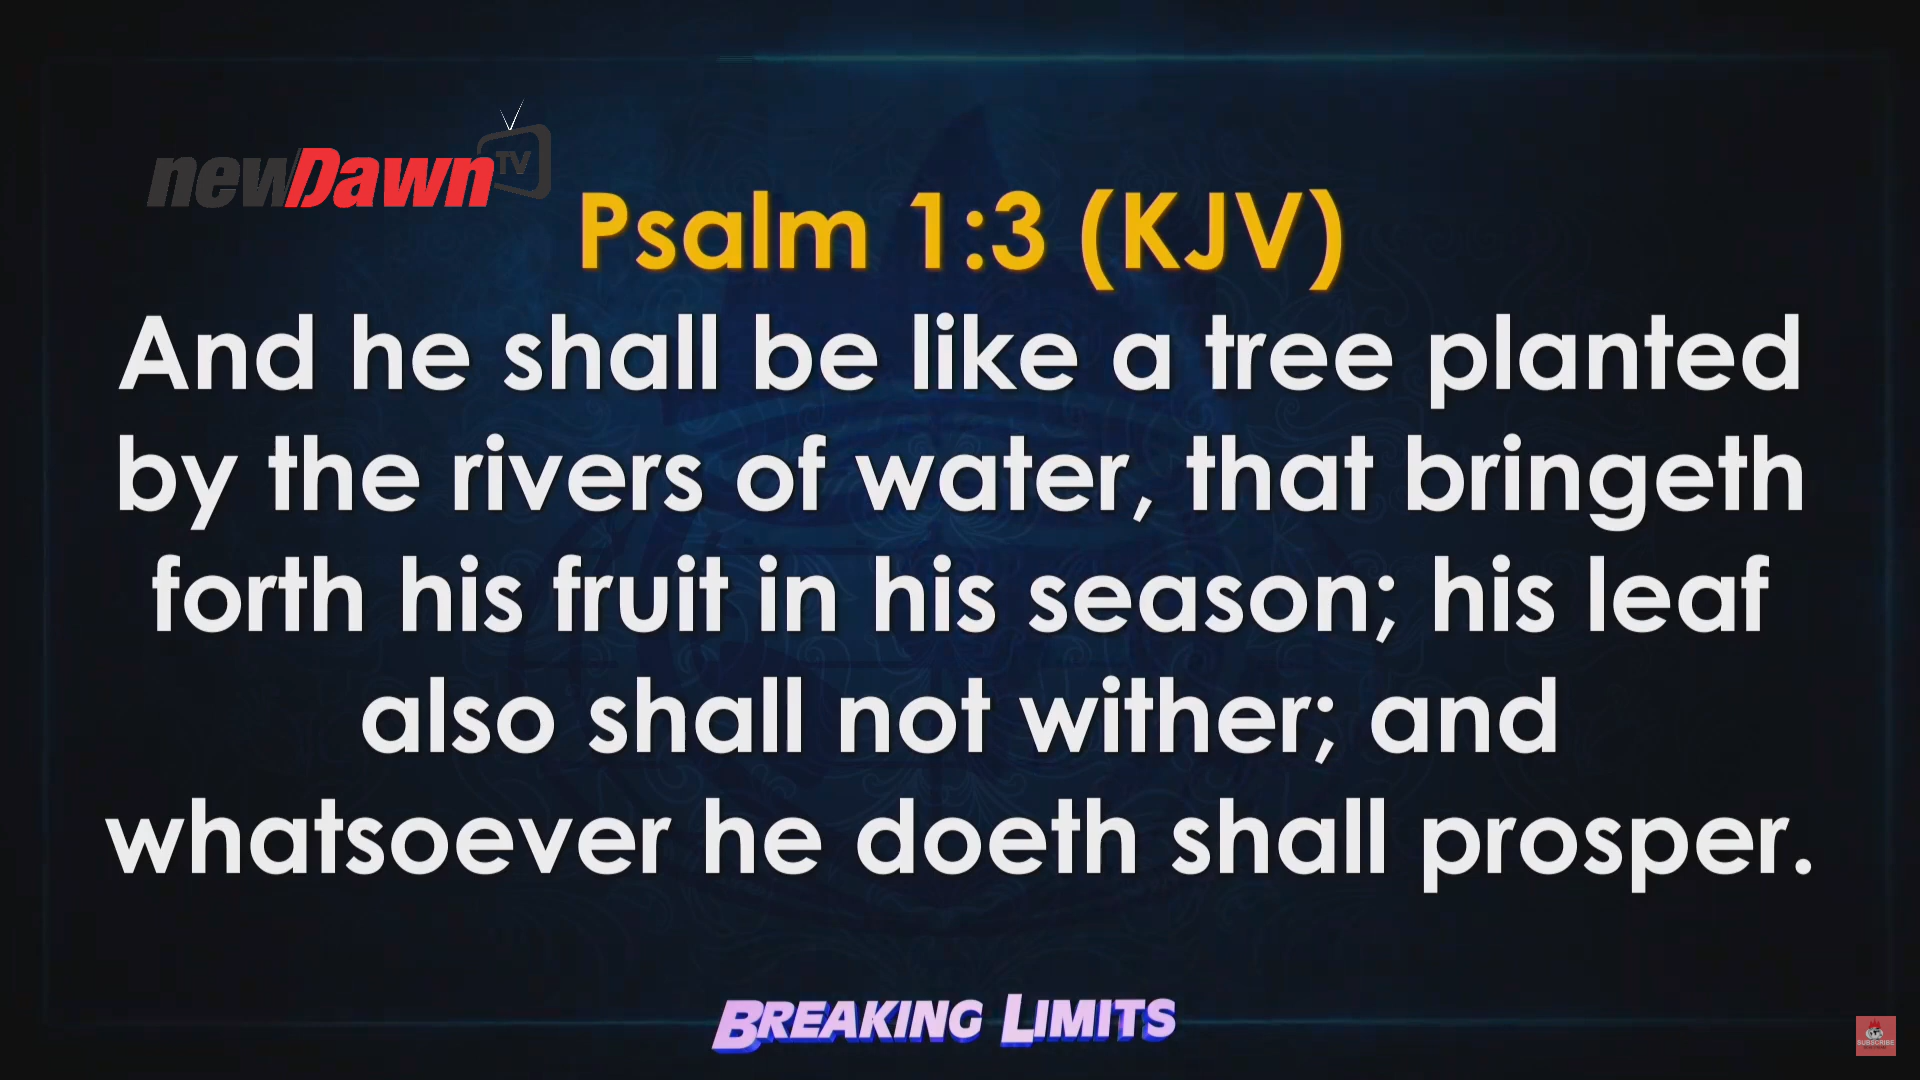 newDawn TV
Psalm 1:3 (KJV)
And he shall be like a tree planted
by the rivers of water, that bringeth
forth his fruit in his season; his leaf
also shall not wither; and
whatsoever he doeth shall prosper.
BREAKING LIMITS
SUBSCRIBE